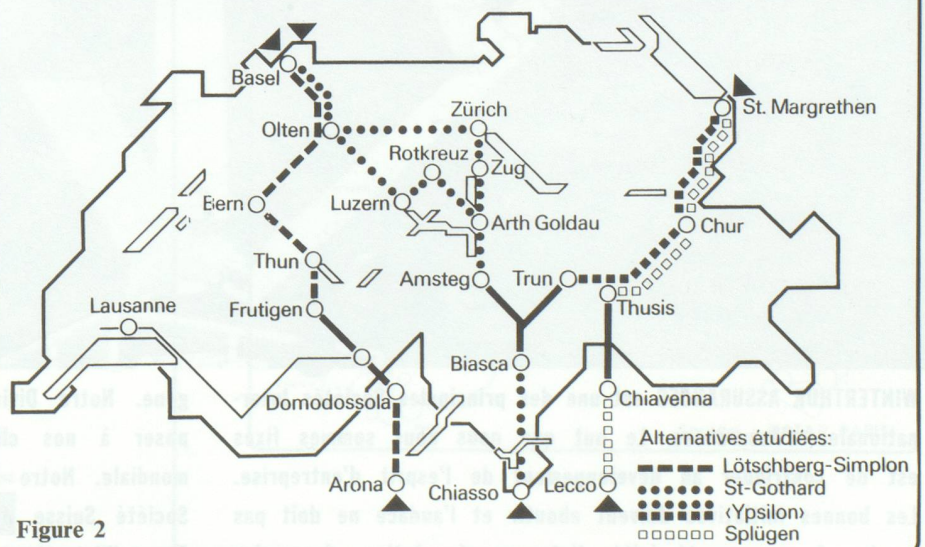 Basel
St. Margrethen
Zürich
Olten
Rotkreuz
Zug
Bern
Luzern
Arth Goldau
Chur
Thun
Amsteg
Trun
Thusis
Lausanne
Frutigen
Biasca
Domodossola
Chiavenna
Alternatives étudiées:
Lötschberg-Simplon
Arona
Chiasso
Lecco
St-Gothard
‹Ypsilon›
Splügen
Figure 2